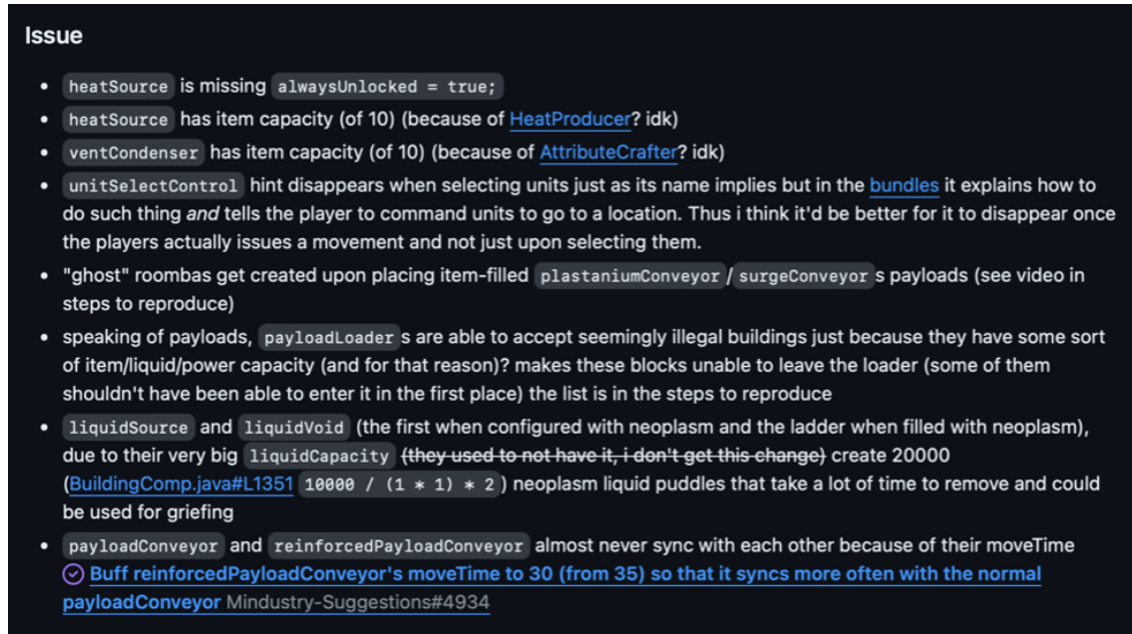 Issue
• heatSource is missing alwaysUnlocked = true;
• heatSource has item capacity (of 10) (because of HeatProducer? idk)
• ventCondenser has item capacity (of 10) (because of AttributeCrafter? idk)
• unitSelectControl hint disappears when selecting units just as its name implies but in the bundles it explains how to
do such thing and tells the player to command units to go to a location. Thus i think it'd be better for it to disappear once
the players actually issues a movement and not just upon selecting them.
• "ghost" roombas get created upon placing item-filled plastaniumConveyor/surgeConveyors payloads (see video in
steps to reproduce)
• speaking of payloads, payloadLoaders are able to accept seemingly illegal buildings just because they have some sort
of item/liquid/power capacity (and for that reason)? makes these blocks unable to leave the loader (some of them
shouldn't have been able to enter it in the first place) the list is in the steps to reproduce
• liquidSource and liquidVoid (the first when configured with neoplasm and the ladder when filled with neoplasm),
due to their very big liquidCapacity (they used to not have it, i don't get this change) create 20000
(BuildingComp.java#L1351 10000 / (1 * 1) * 2) neoplasm liquid puddles that take a lot of time to remove and could
be used for griefing
• payloadConveyor and reinforcedPayloadConveyor almost never sync with each other because of their moveTime
Buff reinforcedPayloadConveyor's moveTime to 30 (from 35) so that it syncs more often with the normal
payloadConveyor Mindustry-Suggestions#4934